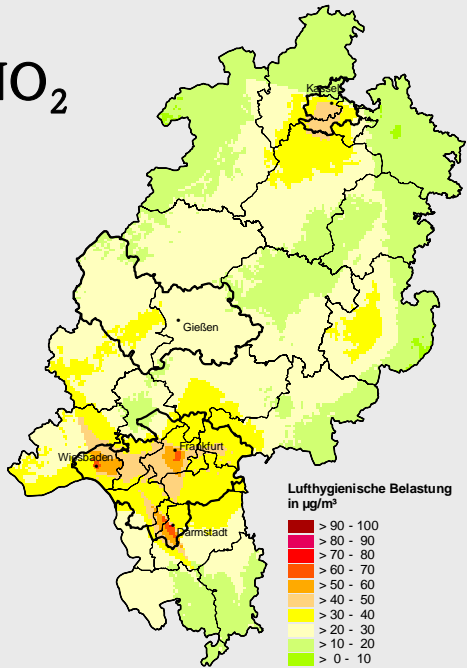 NO2
Kassel
Gießen
Frankfurt
Wiesbaden
Darmstadt
Lufthygienische Belastung
in µg/m³
> 90 - 100
> 80 - 90
> 70 - 80
> 60 - 70
> 50 - 60
> 40 - 50
> 30 - 40
> 20 - 30
> 10 - 20
> 0 - 10